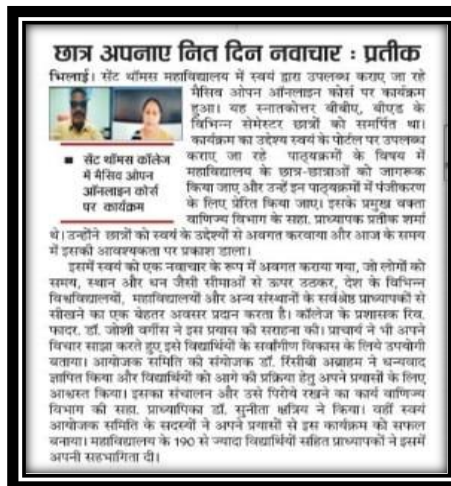 छात्र अपनाए नित दिन नवाचार : प्रतीक
भिलाई। सेंट थॉमस महाविद्यालय में स्वयं द्वारा उपलब्ध कराए जा रहे
मैसिव ओपन ऑनलाइन कोर्स पर कार्यक्रम
हुआ। यह स्नातकोत्तर बीबीए, बीएड के
विभिन्न सेमेस्टर छात्रों को समर्पित था।
कार्यक्रम का उद्देश्य स्वयं के पोर्टल पर उपलब्ध
कराए जा रहे पाठ्यक्रमों के विषय में
महाविद्यालय के छात्र-छात्राओं को जागरूक
किया जाए और उन्हें इन पाठ्यक्रमों में पंजीकरण
के लिए प्रेरित किया जाए। इसके प्रमुख वक्ता
वाणिज्य विभाग के सहा. प्राध्यापक प्रतीक शर्मा
■ सेंट थॉमस कॉलेज
में मैसिव ओपन
ऑनलाइन कोर्स
पर कार्यक्रम
थे। उन्होंने छात्रों को स्वयं के उद्देश्यों से अवगत करवाया और आज के समय
में इसकी आवश्यकता पर प्रकाश डाला।
इसमें स्वयं को एक नवाचार के रूप में अवगत कराया गया, जो लोगों को
समय, स्थान और धन जैसी सीमाओं से ऊपर उठकर, देश के विभिन्न
विश्वविद्यालयों, महाविद्यालयों और अन्य संस्थानों के सर्वश्रेष्ठ प्राध्यापकों से
सीखने का एक बेहतर अवसर प्रदान करता है। कॉलेज के प्रशासक रिव.
फादर. डॉ. जोशी वर्गीस ने इस प्रयास की सराहना की। प्राचार्य ने भी अपने
विचार साझा करते हुए इसे विद्यार्थियों के सर्वांगीण विकास के लिये उपयोगी
बताया। आयोजक समिति की संयोजक डॉ. रिंसीबी अब्राहम ने धन्यवाद
ज्ञापित किया और विद्यार्थियों को आगे की प्रक्रिया हेतु अपने प्रयासों के लिए
आश्वस्त किया। इसका संचालन और उसे पिरोये रखने का कार्य वाणिज्य
विभाग की सहा. प्राध्यापिका डॉ. सुनीता क्षत्रिय ने किया। वहीं स्वयं
आयोजक समिति के सदस्यों ने अपने प्रयासों से इस कार्यक्रम को सफल
बनाया। महाविद्यालय के 190 से ज्यादा विद्यार्थियों सहित प्राध्यापकों ने इसमें
अपनी सहभागिता दी।